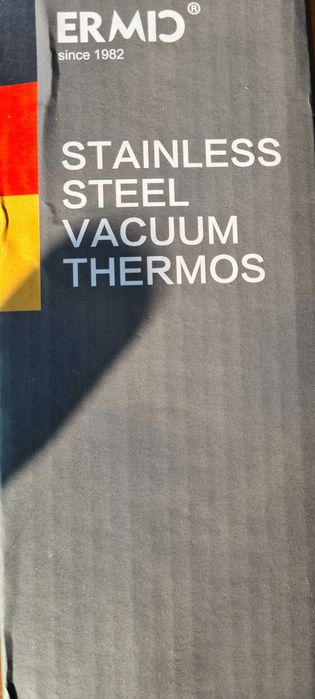 ERMIC®
since 1982
STAINLESS
STEEL
VACUUM
THERMOS